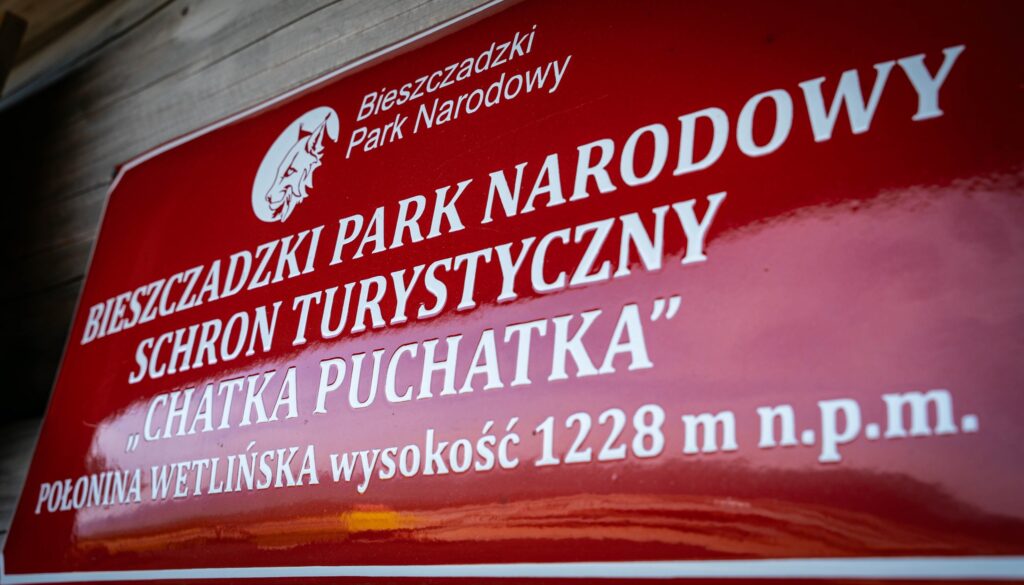 Bieszczadzki
Park Narodowy
BIESZCZADZKI PARK NARODOWY
SCHRON TURYSTYCZNY
„CHATKA PUCHATKA”
POŁONINA WETLIŃSKA wysokość 1228 m n.p.m.